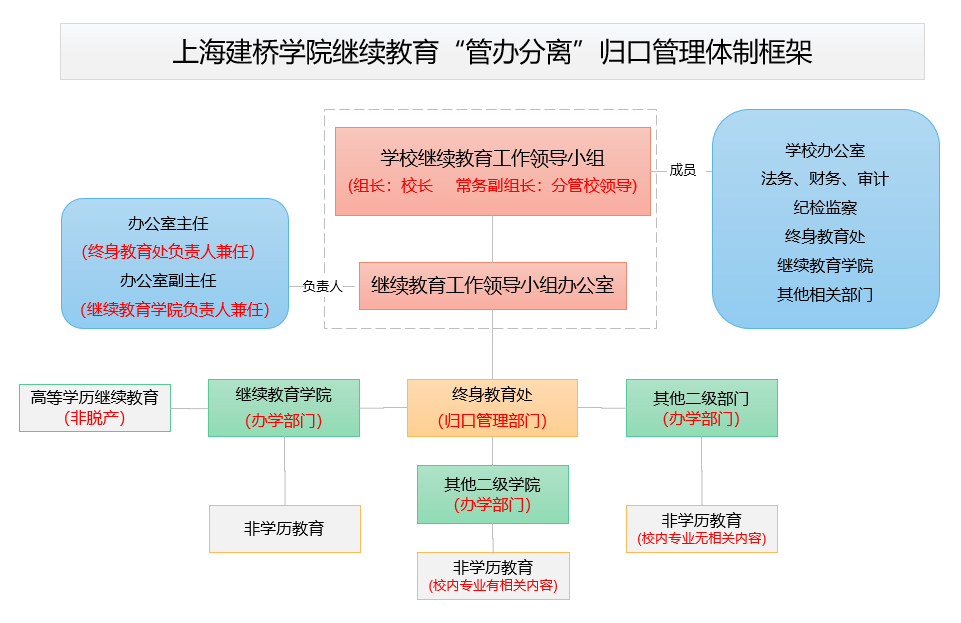 上海建桥学院继续教育“管办分离”归口管理体制框架
学校继续教育工作领导小组
(组长：校长 常务副组长：分管校领导)
成员
学校办公室
法务、财务、审计
纪检监察
终身教育处
继续教育学院
其他相关部门
办公室主任
(终身教育处负责人兼任)
办公室副主任
(继续教育学院负责人兼任)
负责人
继续教育工作领导小组办公室
高等学历继续教育
(非脱产)
继续教育学院
(办学部门)
终身教育处
(归口管理部门)
其他二级部门
(办学部门)
其他二级学院
(办学部门)
非学历教育
非学历教育
(校内专业有相关内容)
非学历教育
(校内专业无相关内容)